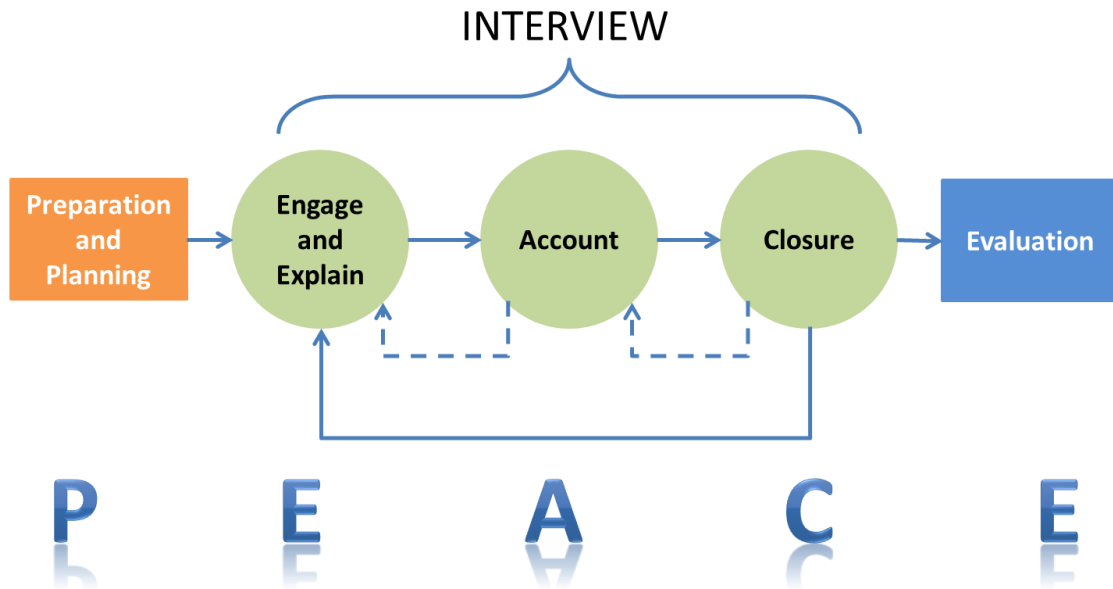 INTERVIEW
Preparation
and
Planning
Engage
and
Explain
Account
Closure
Evaluation
P E A C E